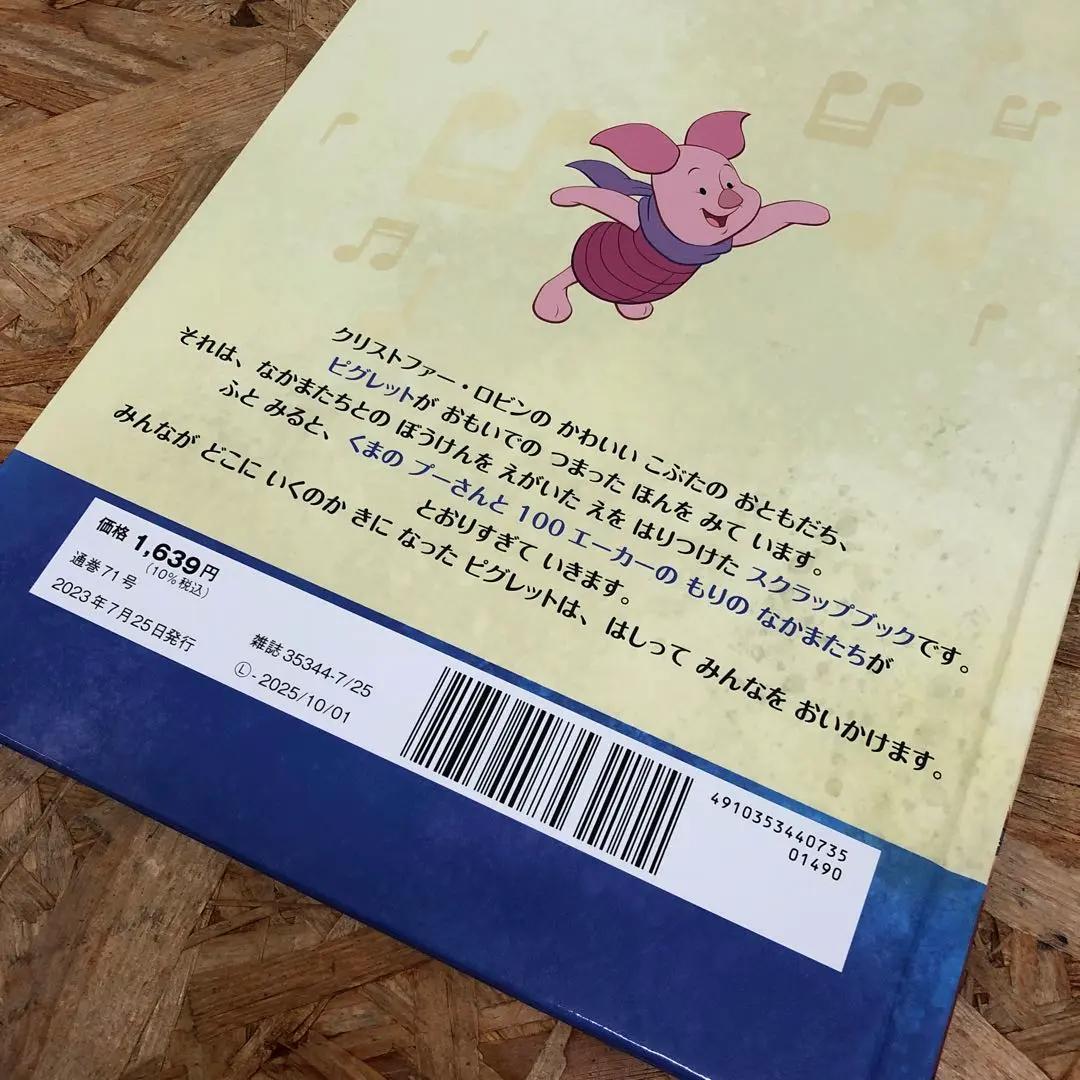 クリストファー・ロビンの かわいい こぶたの おともだち、
ピグレットが おもいでの つまった ほんを みて います。
それは、なかまたちとの ぼうけんを えがいた えを はりつけた スクラップブックです。
ふと みると、くまの プーさんと 100 エーカーの もりの なかまたちが
とおりすぎて いきます。
みんなが どこに いくのか きに なった ピグレットは、はしって みんなを おいかけます。
価格 1,639円
(10%税込)
通巻71号
2023年7月25日発行
雑誌 35344-7/25
Ⓛ-2025/10/01
4910353440735
01490